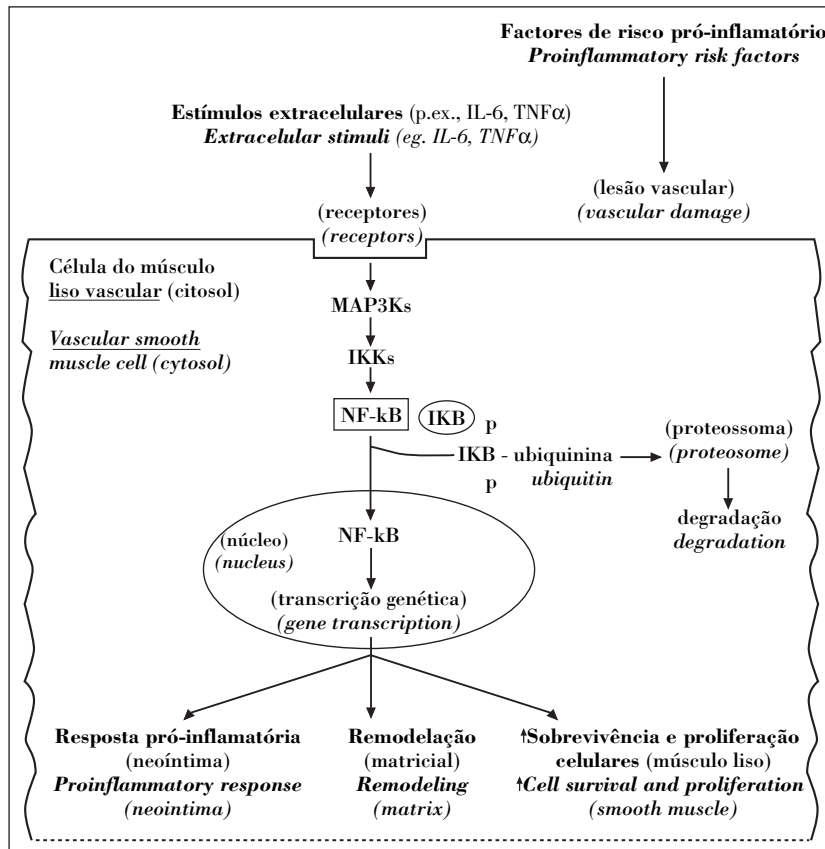 Factores de risco pró-inflamatório
Proinflammatory risk factors
Estímulos extracelulares (p.ex., IL-6, TNFα)
Extracelular stimuli (eg. IL-6, TNFα)
(lesão vascular)
(vascular damage)
(receptores)
(receptors)
Célula do músculo
liso vascular (citosol)
Vascular smooth
muscle cell (cytosol)
MAP3Ks
IKKs
NF-kB IKB p
IKB - ubiquinina
p ubiquitin
(proteossoma)
(proteosome)
degradação
degradation
(núcleo)
(nucleus)
NF-kB
(transcrição genética)
(gene transcription)
Resposta pró-inflamatória
(neoíntima)
Proinflammatory response
(neointima)
Remodelação
(matricial)
Remodeling
(matrix)
↑Sobrevivência e proliferação
celulares (músculo liso)
↑Cell survival and proliferation
(smooth muscle)